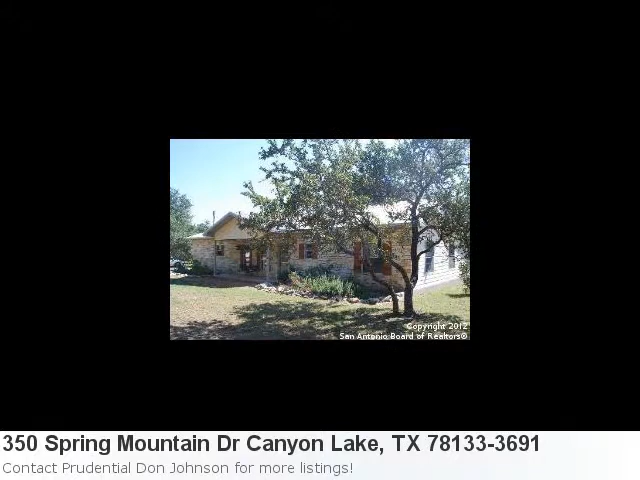 Copyright 2012
San Antonio Board of Realtors®
350 Spring Mountain Dr Canyon Lake, TX 78133-3691
Contact Prudential Don Johnson for more listings!